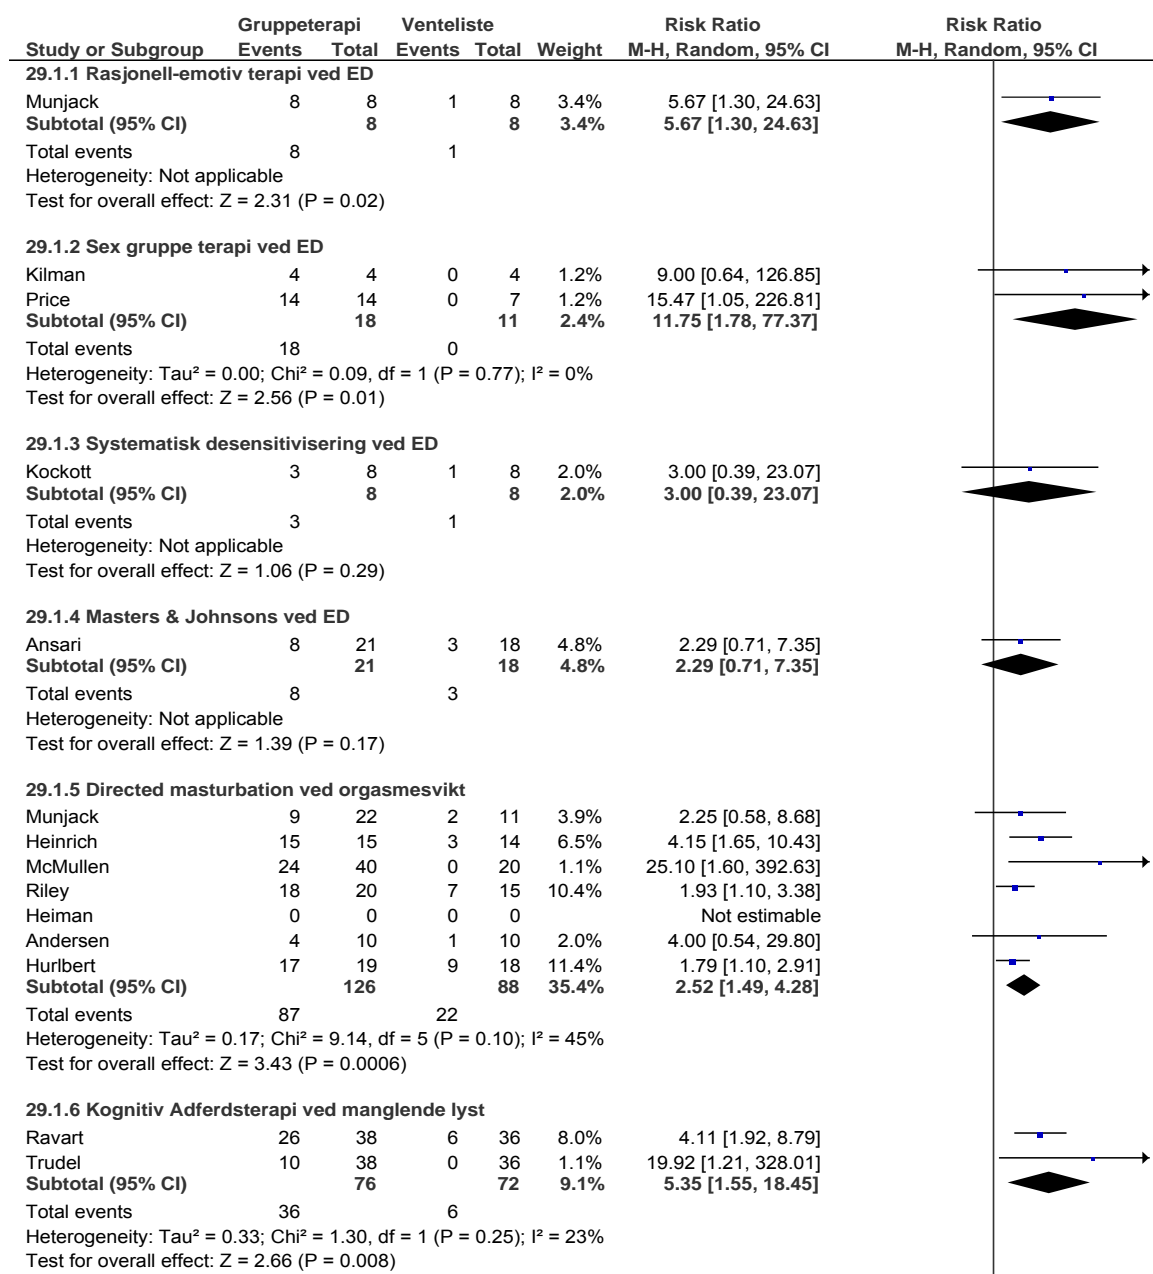 Gruppeterapi Venteliste Risk Ratio Risk Ratio
Study or Subgroup Events Total Events Total Weight M-H, Random, 95% CI M-H, Random, 95% CI
29.1.1 Rasjonell-emotiv terapi ved ED
Munjack 8 8 1 8 3.4% 5.67 [1.30, 24.63]
Subtotal (95% CI) 8 8 3.4% 5.67 [1.30, 24.63]
Total events 8 1
Heterogeneity: Not applicable
Test for overall effect: Z = 2.31 (P = 0.02)
29.1.2 Sex gruppe terapi ved ED
Kilman 4 4 0 4 1.2% 9.00 [0.64, 126.85]
Price 14 14 0 7 1.2% 15.47 [1.05, 226.81]
Subtotal (95% CI) 18 11 2.4% 11.75 [1.78, 77.37]
Total events 18 0
Heterogeneity: Tau² = 0.00; Chi² = 0.09, df = 1 (P = 0.77); I² = 0%
Test for overall effect: Z = 2.56 (P = 0.01)
29.1.3 Systematisk desensitivisering ved ED
Kockott 3 8 1 8 2.0% 3.00 [0.39, 23.07]
Subtotal (95% CI) 8 8 2.0% 3.00 [0.39, 23.07]
Total events 3 1
Heterogeneity: Not applicable
Test for overall effect: Z = 1.06 (P = 0.29)
29.1.4 Masters & Johnsons ved ED
Ansari 8 21 3 18 4.8% 2.29 [0.71, 7.35]
Subtotal (95% CI) 21 18 4.8% 2.29 [0.71, 7.35]
Total events 8 3
Heterogeneity: Not applicable
Test for overall effect: Z = 1.39 (P = 0.17)
29.1.5 Directed masturbation ved orgasmesvikt
Munjack 9 22 2 11 3.9% 2.25 [0.58, 8.68]
Heinrich 15 15 3 14 6.5% 4.15 [1.65, 10.43]
McMullen 24 40 0 20 1.1% 25.10 [1.60, 392.63]
Riley 18 20 7 15 10.4% 1.93 [1.10, 3.38]
Heiman 0 0 0 0 Not estimable
Andersen 4 10 1 10 2.0% 4.00 [0.54, 29.80]
Hurlbert 17 19 9 18 11.4% 1.79 [1.10, 2.91]
Subtotal (95% CI) 126 88 35.4% 2.52 [1.49, 4.28]
Total events 87 22
Heterogeneity: Tau² = 0.17; Chi² = 9.14, df = 5 (P = 0.10); I² = 45%
Test for overall effect: Z = 3.43 (P = 0.0006)
29.1.6 Kognitiv Adferdsterapi ved manglende lyst
Ravart 26 38 6 36 8.0% 4.11 [1.92, 8.79]
Trudel 10 38 0 36 1.1% 19.92 [1.21, 328.01]
Subtotal (95% CI) 76 72 9.1% 5.35 [1.55, 18.45]
Total events 36 6
Heterogeneity: Tau² = 0.33; Chi² = 1.30, df = 1 (P = 0.25); I² = 23%
Test for overall effect: Z = 2.66 (P = 0.008)